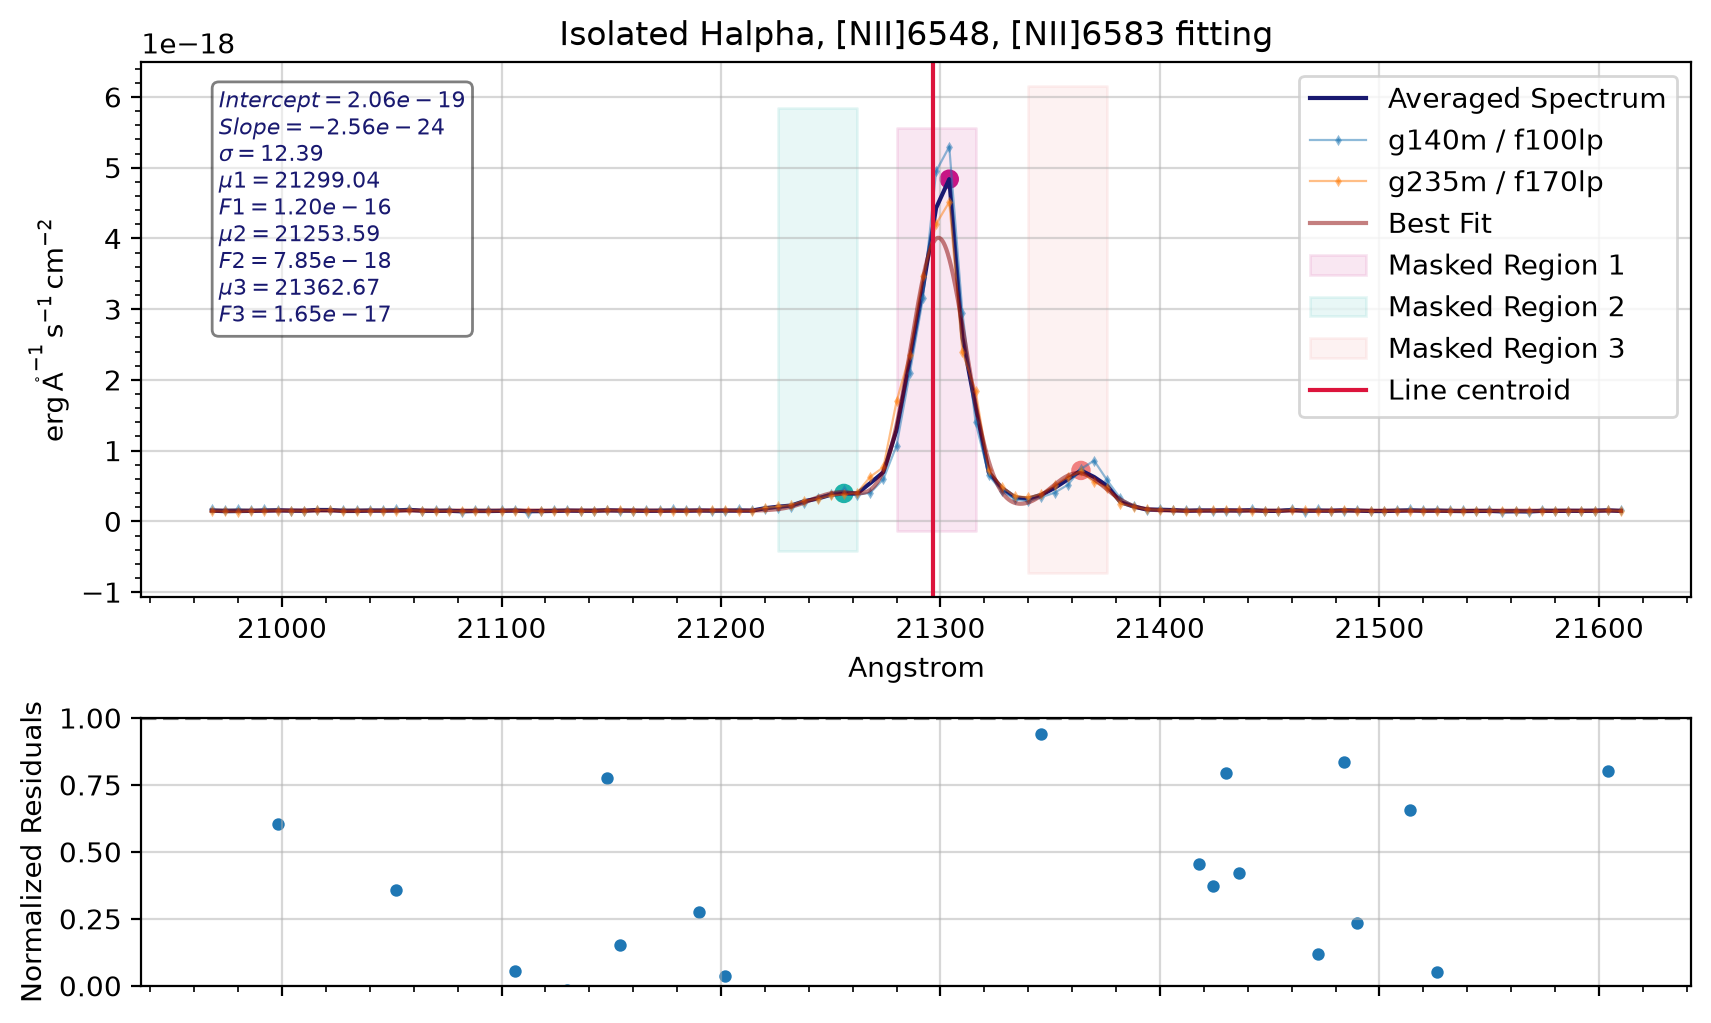 Isolated Halpha, [NII]6548, [NII]6583 fitting
1e−18
6
5
4
3
2
1
0
−1
erg Å⁻¹ s⁻¹ cm⁻²
Intercept = 2.06e − 19
Slope = −2.56e − 24
σ = 12.39
μ1 = 21299.04
F1 = 1.20e − 16
μ2 = 21253.59
F2 = 7.85e − 18
μ3 = 21362.67
F3 = 1.65e − 17
Averaged Spectrum
g140m / f100lp
g235m / f170lp
Best Fit
Masked Region 1
Masked Region 2
Masked Region 3
Line centroid
21000 21100 21200 21300 21400 21500 21600
Angstrom
Normalized Residuals
1.00
0.75
0.50
0.25
0.00